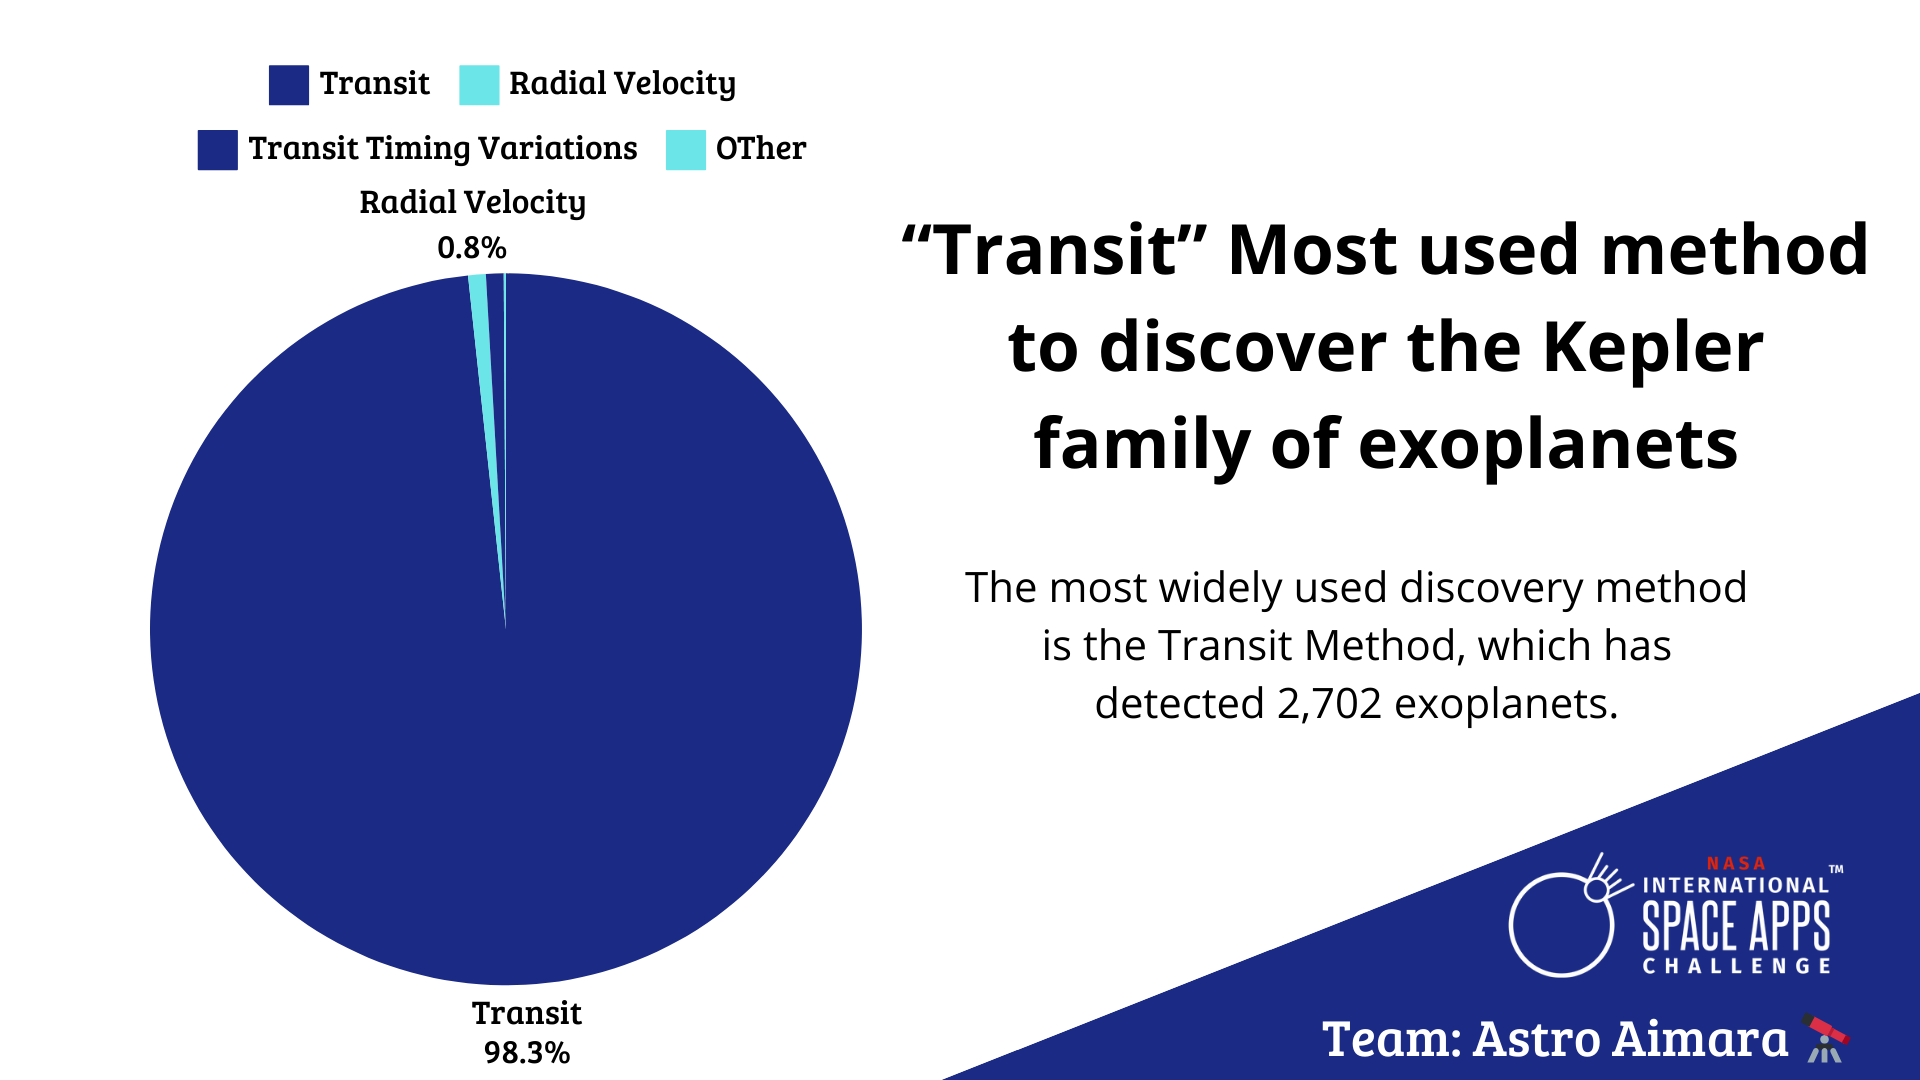 Transit Radial Velocity
Transit Timing Variations OTher
Radial Velocity
0.8%
Transit
98.3%
“Transit” Most used method
to discover the Kepler
family of exoplanets
The most widely used discovery method
is the Transit Method, which has
detected 2,702 exoplanets.
NASA
INTERNATIONAL TM
SPACE APPS
CHALLENGE
Team: Astro Aimara